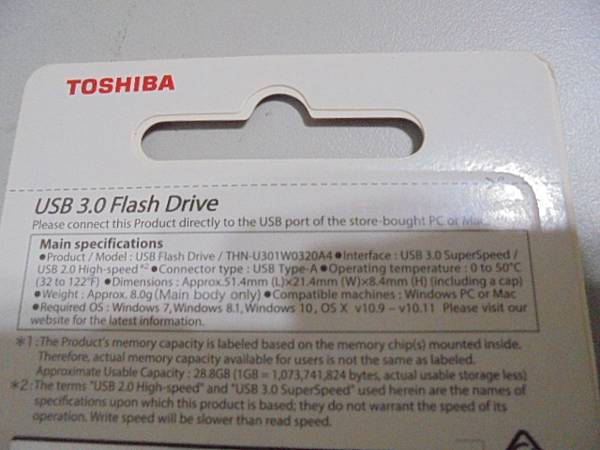 TOSHIBA
USB 3.0 Flash Drive
Please connect this Product directly to the USB port of the store-bought PC or Mac
Main specifications
●Product / Model : USB Flash Drive / THN-U301W0320A4 ●Interface : USB 3.0 SuperSpeed /
USB 2.0 High-speed*2 ●Connector type : USB Type-A ●Operating temperature : 0 to 50°C
(32 to 122°F) ●Dimensions : Approx.51.4mm (L)×21.4mm (W)×8.4mm (H) (including a cap)
●Weight : Approx. 8.0g (Main body only) ●Compatible machines : Windows PC or Mac
●Required OS : Windows 7, Windows 8.1, Windows 10, OS X v10.9 – v10.11 Please visit our
website for the latest information.
*1 : The Product's memory capacity is labeled based on the memory chip(s) mounted inside.
Therefore, actual memory capacity available for users is not the same as labeled.
Approximate Usable Capacity : 28.8GB (1GB = 1,073,741,824 bytes, actual usable storage less)
*2 : The terms "USB 2.0 High-speed" and "USB 3.0 SuperSpeed" used herein are the names of
specifications upon which this product is based; they do not warrant the speed of its
operation. Write speed will be slower than read speed.